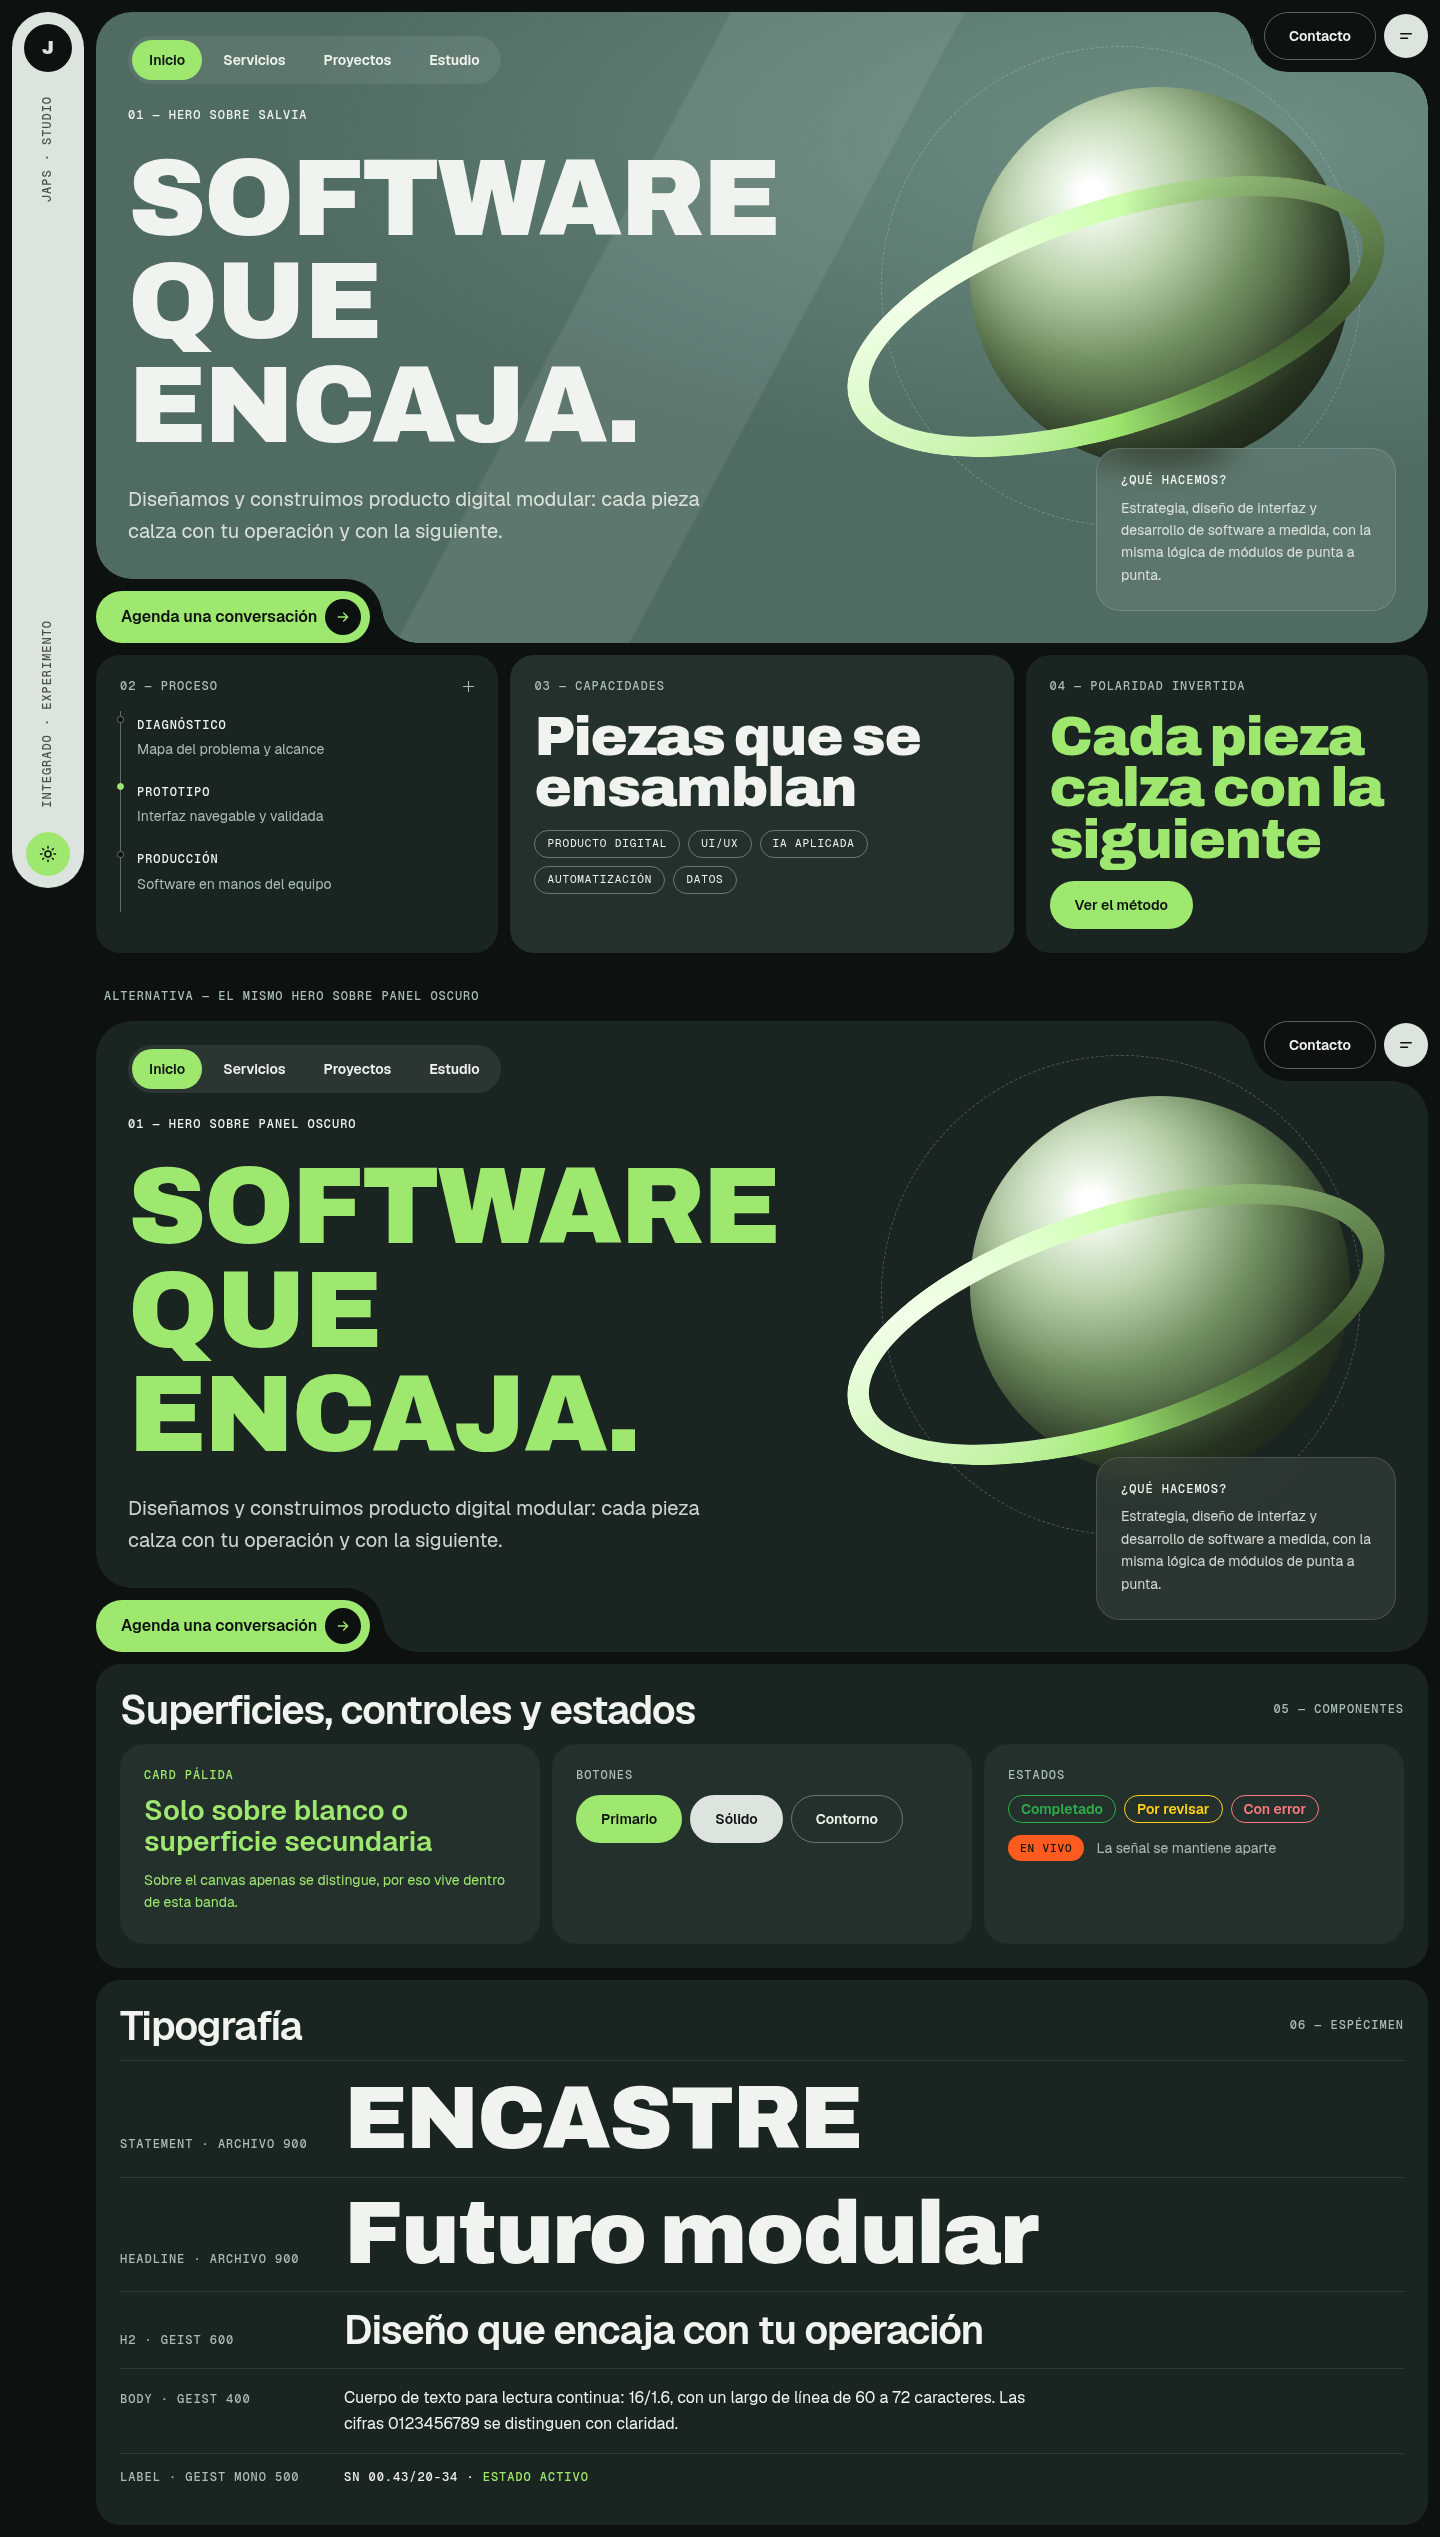 J
JAPS · STUDIO
INTEGRADO · EXPERIMENTO
Inicio
Servicios
Proyectos
Estudio
Contacto
01 — HERO SOBRE SALVIA
SOFTWARE
QUE
ENCAJA.
Diseñamos y construimos producto digital modular: cada pieza
calza con tu operación y con la siguiente.
¿QUÉ HACEMOS?
Estrategia, diseño de interfaz y
desarrollo de software a medida, con la
misma lógica de módulos de punta a
punta.
Agenda una conversación
02 — PROCESO
DIAGNÓSTICO
Mapa del problema y alcance
PROTOTIPO
Interfaz navegable y validada
PRODUCCIÓN
Software en manos del equipo
03 — CAPACIDADES
Piezas que se
ensamblan
PRODUCTO DIGITAL
UI/UX
IA APLICADA
AUTOMATIZACIÓN
DATOS
04 — POLARIDAD INVERTIDA
Cada pieza
calza con la
siguiente
Ver el método
ALTERNATIVA — EL MISMO HERO SOBRE PANEL OSCURO
Inicio
Servicios
Proyectos
Estudio
Contacto
01 — HERO SOBRE PANEL OSCURO
SOFTWARE
QUE
ENCAJA.
Diseñamos y construimos producto digital modular: cada pieza
calza con tu operación y con la siguiente.
¿QUÉ HACEMOS?
Estrategia, diseño de interfaz y
desarrollo de software a medida, con la
misma lógica de módulos de punta a
punta.
Agenda una conversación
Superficies, controles y estados
05 — COMPONENTES
CARD PÁLIDA
Solo sobre blanco o
superficie secundaria
Sobre el canvas apenas se distingue, por eso vive dentro
de esta banda.
BOTONES
Primario
Sólido
Contorno
ESTADOS
Completado
Por revisar
Con error
EN VIVO
La señal se mantiene aparte
Tipografía
06 — ESPÉCIMEN
STATEMENT · ARCHIVO 900
ENCASTRE
HEADLINE · ARCHIVO 900
Futuro modular
H2 · GEIST 600
Diseño que encaja con tu operación
BODY · GEIST 400
Cuerpo de texto para lectura continua: 16/1.6, con un largo de línea de 60 a 72 caracteres. Las
cifras 0123456789 se distinguen con claridad.
LABEL · GEIST MONO 500
SN 00.43/20-34 · ESTADO ACTIVO